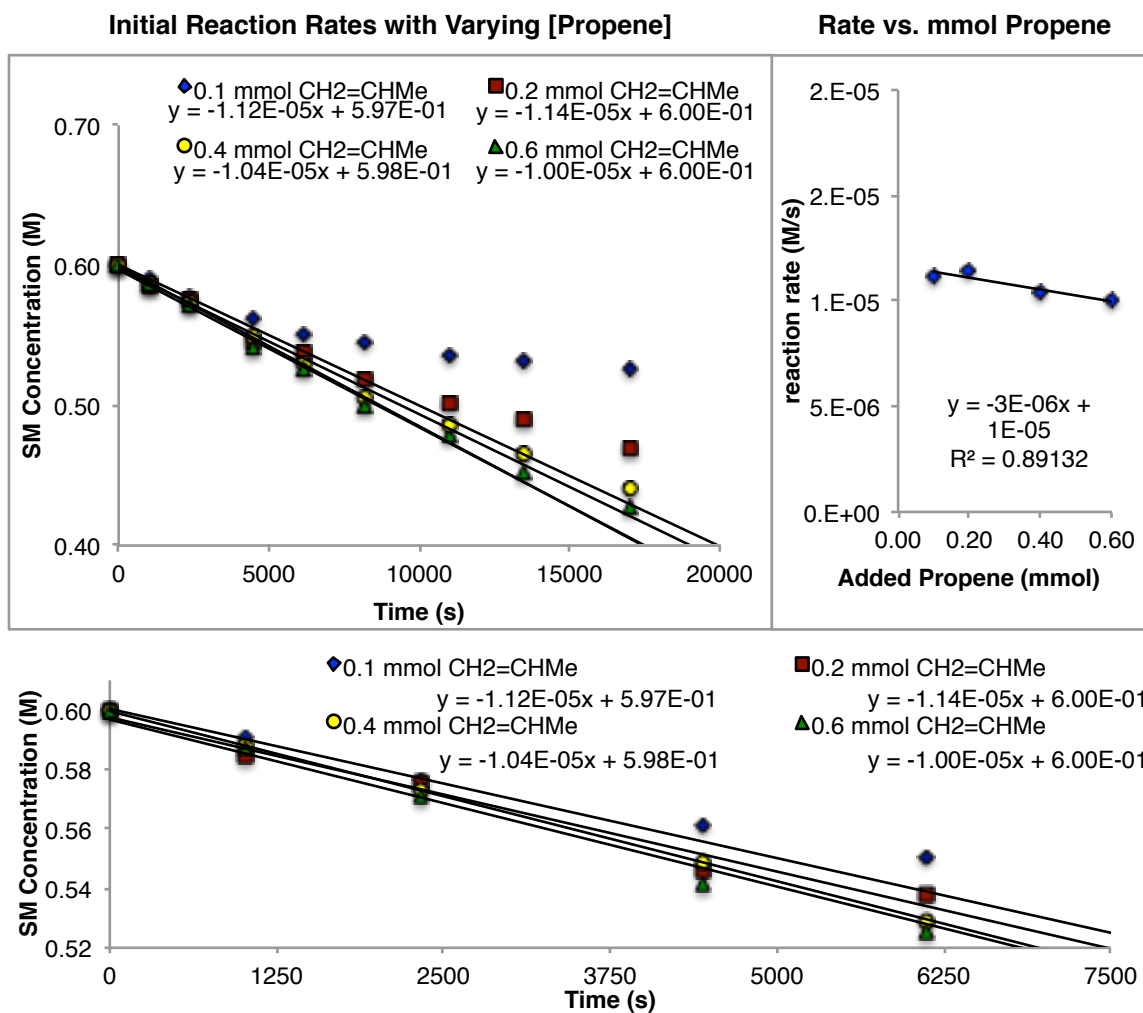 Initial Reaction Rates with Varying [Propene]
Rate vs. mmol Propene
0.1 mmol CH2=CHMe
y = -1.12E-05x + 5.97E-01
0.2 mmol CH2=CHMe
y = -1.14E-05x + 6.00E-01
0.4 mmol CH2=CHMe
y = -1.04E-05x + 5.98E-01
0.6 mmol CH2=CHMe
y = -1.00E-05x + 6.00E-01
SM Concentration (M)
0.70
0.60
0.50
0.40
0
5000
10000
15000
20000
Time (s)
reaction rate (M/s)
2.E-05
2.E-05
1.E-05
5.E-06
0.E+00
y = -3E-06x +
1E-05
R² = 0.89132
0.00
0.20
0.40
0.60
Added Propene (mmol)
0.1 mmol CH2=CHMe
y = -1.12E-05x + 5.97E-01
0.2 mmol CH2=CHMe
y = -1.14E-05x + 6.00E-01
0.4 mmol CH2=CHMe
y = -1.04E-05x + 5.98E-01
0.6 mmol CH2=CHMe
y = -1.00E-05x + 6.00E-01
SM Concentration (M)
0.60
0.58
0.56
0.54
0.52
0
1250
2500
3750
5000
6250
7500
Time (s)